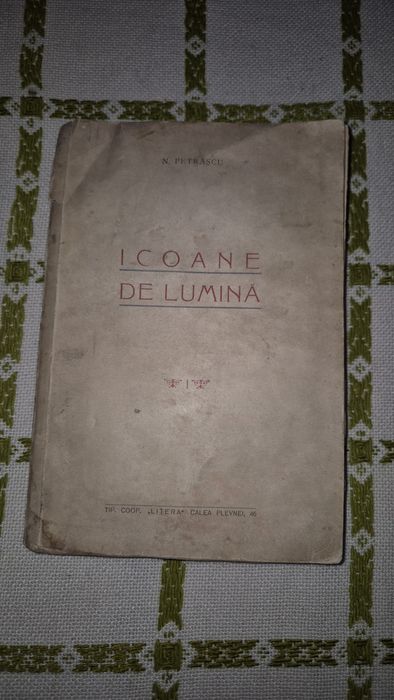 N. PETRAȘCU
ICOANE
DE LUMINĂ
I
TIP. COOP. „LITERA" CALEA PLEVNEI, 46